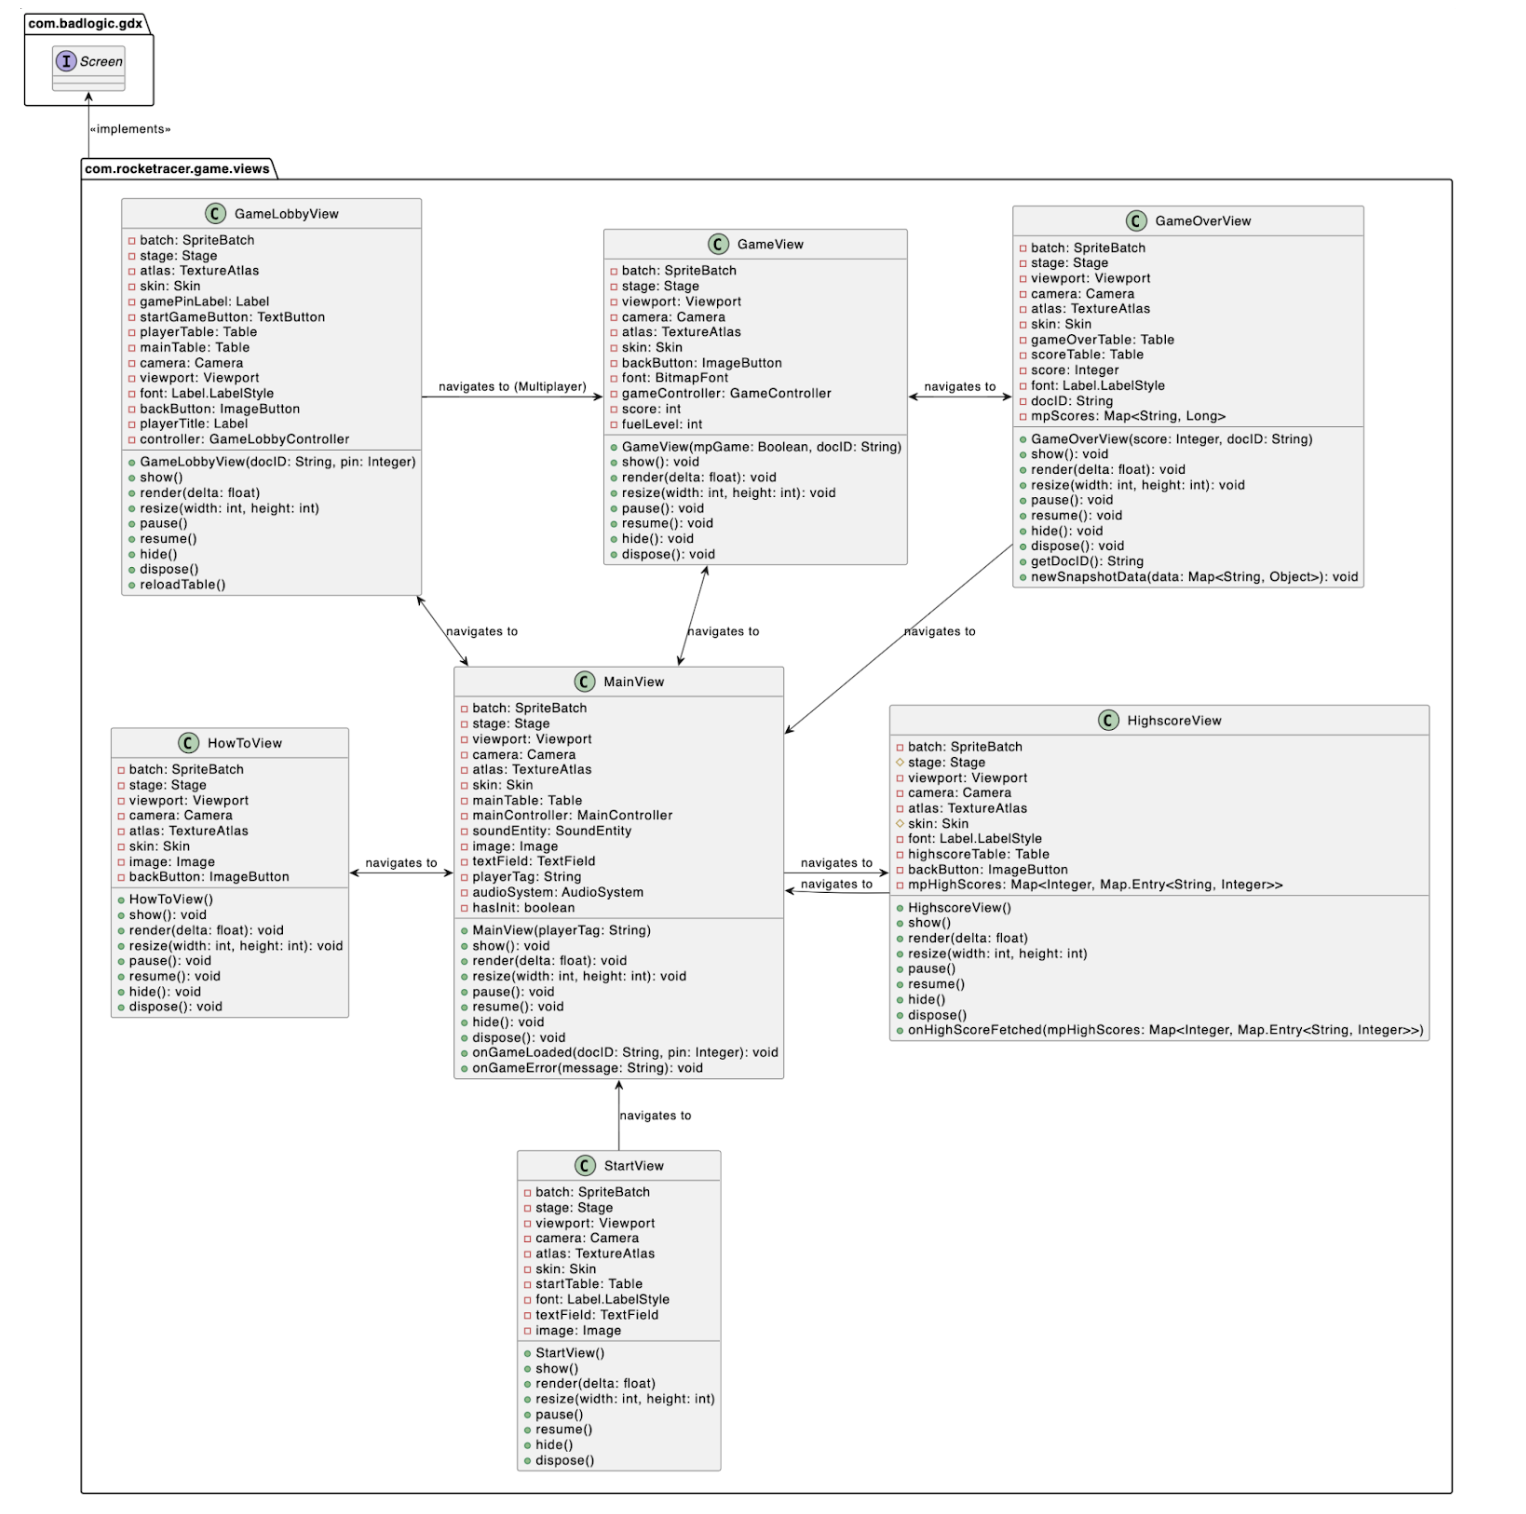 com.badlogic.gdx
I Screen
«implements»
com.rocketracer.game.views
C GameLobbyView
batch: SpriteBatch
stage: Stage
atlas: TextureAtlas
skin: Skin
gamePinLabel: Label
startGameButton: TextButton
playerTable: Table
mainTable: Table
camera: Camera
viewport: Viewport
font: Label.LabelStyle
backButton: ImageButton
playerTitle: Label
controller: GameLobbyController
GameLobbyView(docID: String, pin: Integer)
show()
render(delta: float)
resize(width: int, height: int)
pause()
resume()
hide()
dispose()
reloadTable()
navigates to (Multiplayer)
C GameView
batch: SpriteBatch
stage: Stage
viewport: Viewport
camera: Camera
atlas: TextureAtlas
skin: Skin
backButton: ImageButton
font: BitmapFont
gameController: GameController
score: int
fuelLevel: int
GameView(mpGame: Boolean, docID: String)
show(): void
render(delta: float): void
resize(width: int, height: int): void
pause(): void
resume(): void
hide(): void
dispose(): void
navigates to
C GameOverView
batch: SpriteBatch
stage: Stage
viewport: Viewport
camera: Camera
atlas: TextureAtlas
skin: Skin
gameOverTable: Table
scoreTable: Table
score: Integer
font: Label.LabelStyle
docID: String
mpScores: Map<String, Long>
GameOverView(score: Integer, docID: String)
show(): void
render(delta: float): void
resize(width: int, height: int): void
pause(): void
resume(): void
hide(): void
dispose(): void
getDocID(): String
newSnapshotData(data: Map<String, Object>): void
navigates to
navigates to
navigates to
C HowToView
batch: SpriteBatch
stage: Stage
viewport: Viewport
camera: Camera
atlas: TextureAtlas
skin: Skin
image: Image
backButton: ImageButton
HowToView()
show(): void
render(delta: float): void
resize(width: int, height: int): void
pause(): void
resume(): void
hide(): void
dispose(): void
navigates to
C MainView
batch: SpriteBatch
stage: Stage
viewport: Viewport
camera: Camera
atlas: TextureAtlas
skin: Skin
mainTable: Table
mainController: MainController
soundEntity: SoundEntity
image: Image
textField: TextField
playerTag: String
audioSystem: AudioSystem
hasInit: boolean
MainView(playerTag: String)
show(): void
render(delta: float): void
resize(width: int, height: int): void
pause(): void
resume(): void
hide(): void
dispose(): void
onGameLoaded(docID: String, pin: Integer): void
onGameError(message: String): void
navigates to
navigates to
C HighscoreView
batch: SpriteBatch
stage: Stage
viewport: Viewport
camera: Camera
atlas: TextureAtlas
skin: Skin
font: Label.LabelStyle
highscoreTable: Table
backButton: ImageButton
mpHighScores: Map<Integer, Map.Entry<String, Integer>>
HighscoreView()
show()
render(delta: float)
resize(width: int, height: int)
pause()
resume()
hide()
dispose()
onHighScoreFetched(mpHighScores: Map<Integer, Map.Entry<String, Integer>>)
navigates to
C StartView
batch: SpriteBatch
stage: Stage
viewport: Viewport
camera: Camera
atlas: TextureAtlas
skin: Skin
startTable: Table
font: Label.LabelStyle
textField: TextField
image: Image
StartView()
show()
render(delta: float)
resize(width: int, height: int)
pause()
resume()
hide()
dispose()